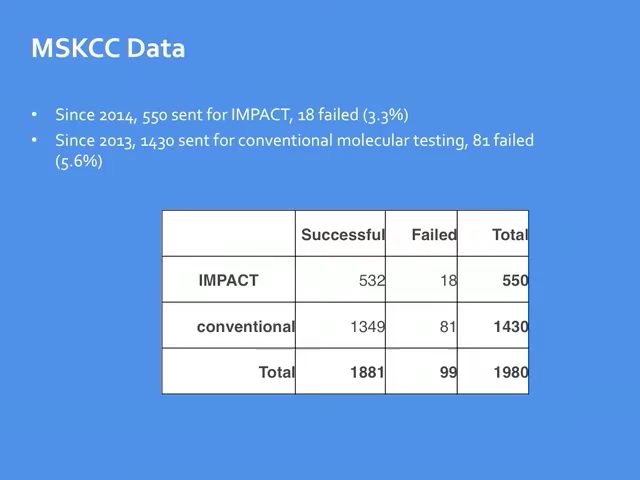 MSKCC Data
• Since 2014, 550 sent for IMPACT, 18 failed (3.3%)
• Since 2013, 1430 sent for conventional molecular testing, 81 failed
(5.6%)
Successful Failed Total
IMPACT 532 18 550
conventional 1349 81 1430
Total 1881 99 1980